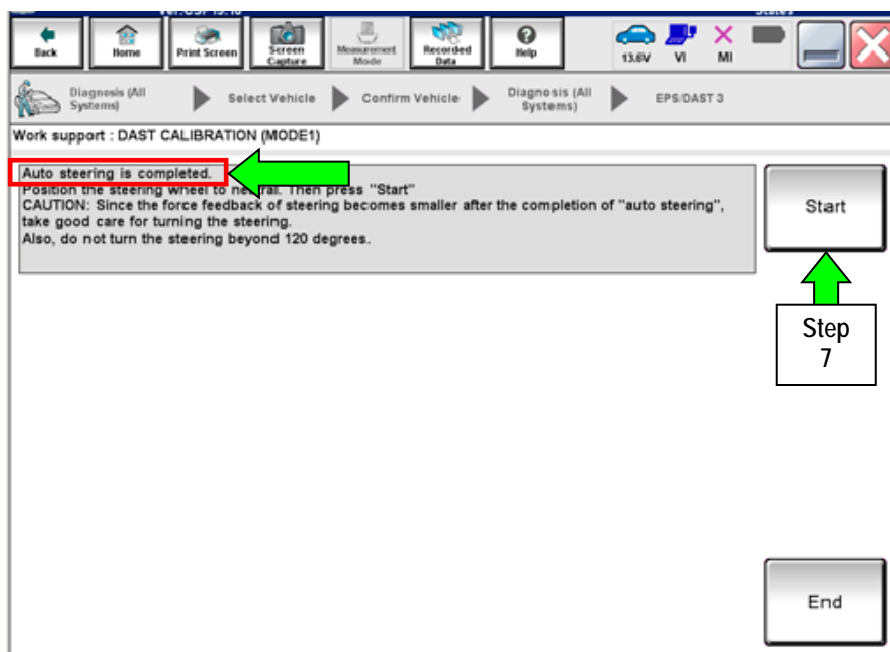 Back
Home
Print Screen
Screen Capture
Measurement Mode
Recorded Data
Help
13.6V
VI
MI
Diagnosis (All Systems)
Select Vehicle
Confirm Vehicle
Diagnosis (All Systems)
EPS/DAST 3
Work support : DAST CALIBRATION (MODE1)
Auto steering is completed.
Position the steering wheel to neutral. Then press "Start"
CAUTION: Since the force feedback of steering becomes smaller after the completion of "auto steering",
take good care for turning the steering.
Also, do not turn the steering beyond 120 degrees..
Start
Step
7
End